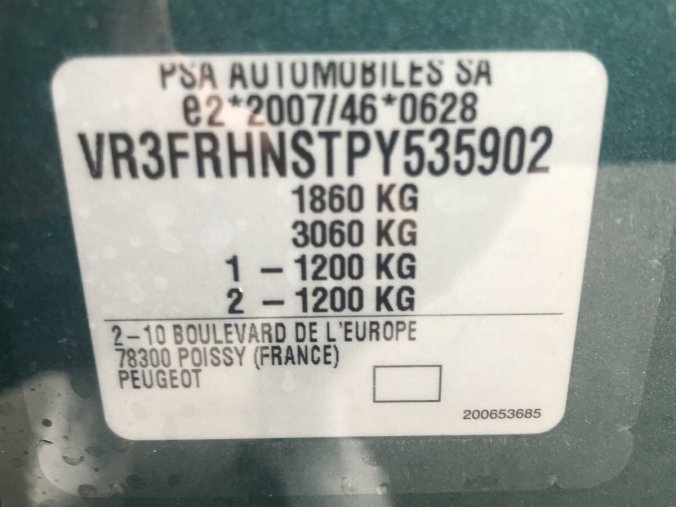 PSA AUTOMOBILES SA
e2*2007/46*0628
VR3FRHNSTPY535902
1860 KG
3060 KG
1 - 1200 KG
2 - 1200 KG
2-10 BOULEVARD DE L'EUROPE
78300 POISSY (FRANCE)
PEUGEOT
200653685